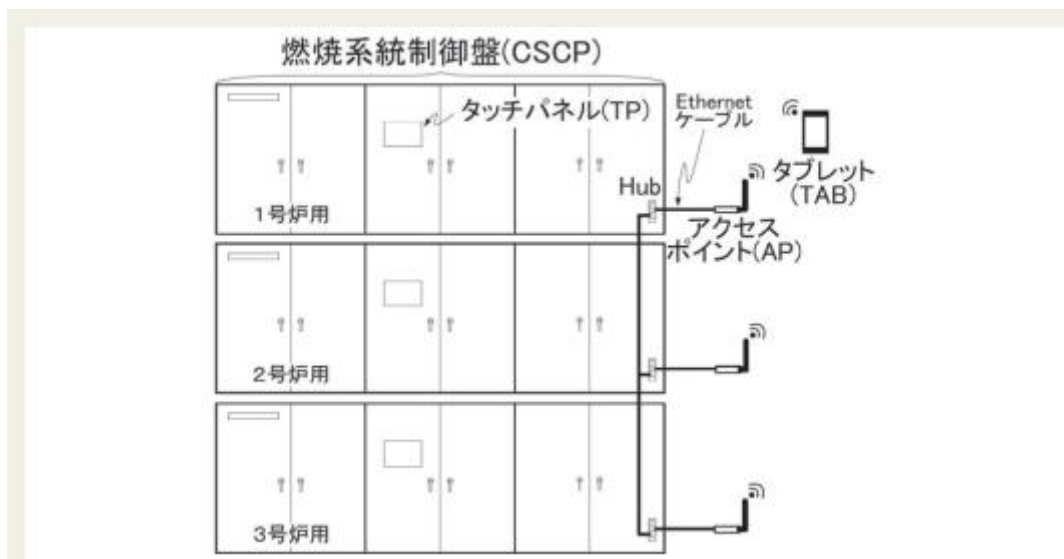 燃焼系統制御盤(CSCP)
タッチパネル(TP)
Ethernet
ケーブル
タブレット
(TAB)
Hub
1号炉用
アクセス
ポイント(AP)
2号炉用
3号炉用